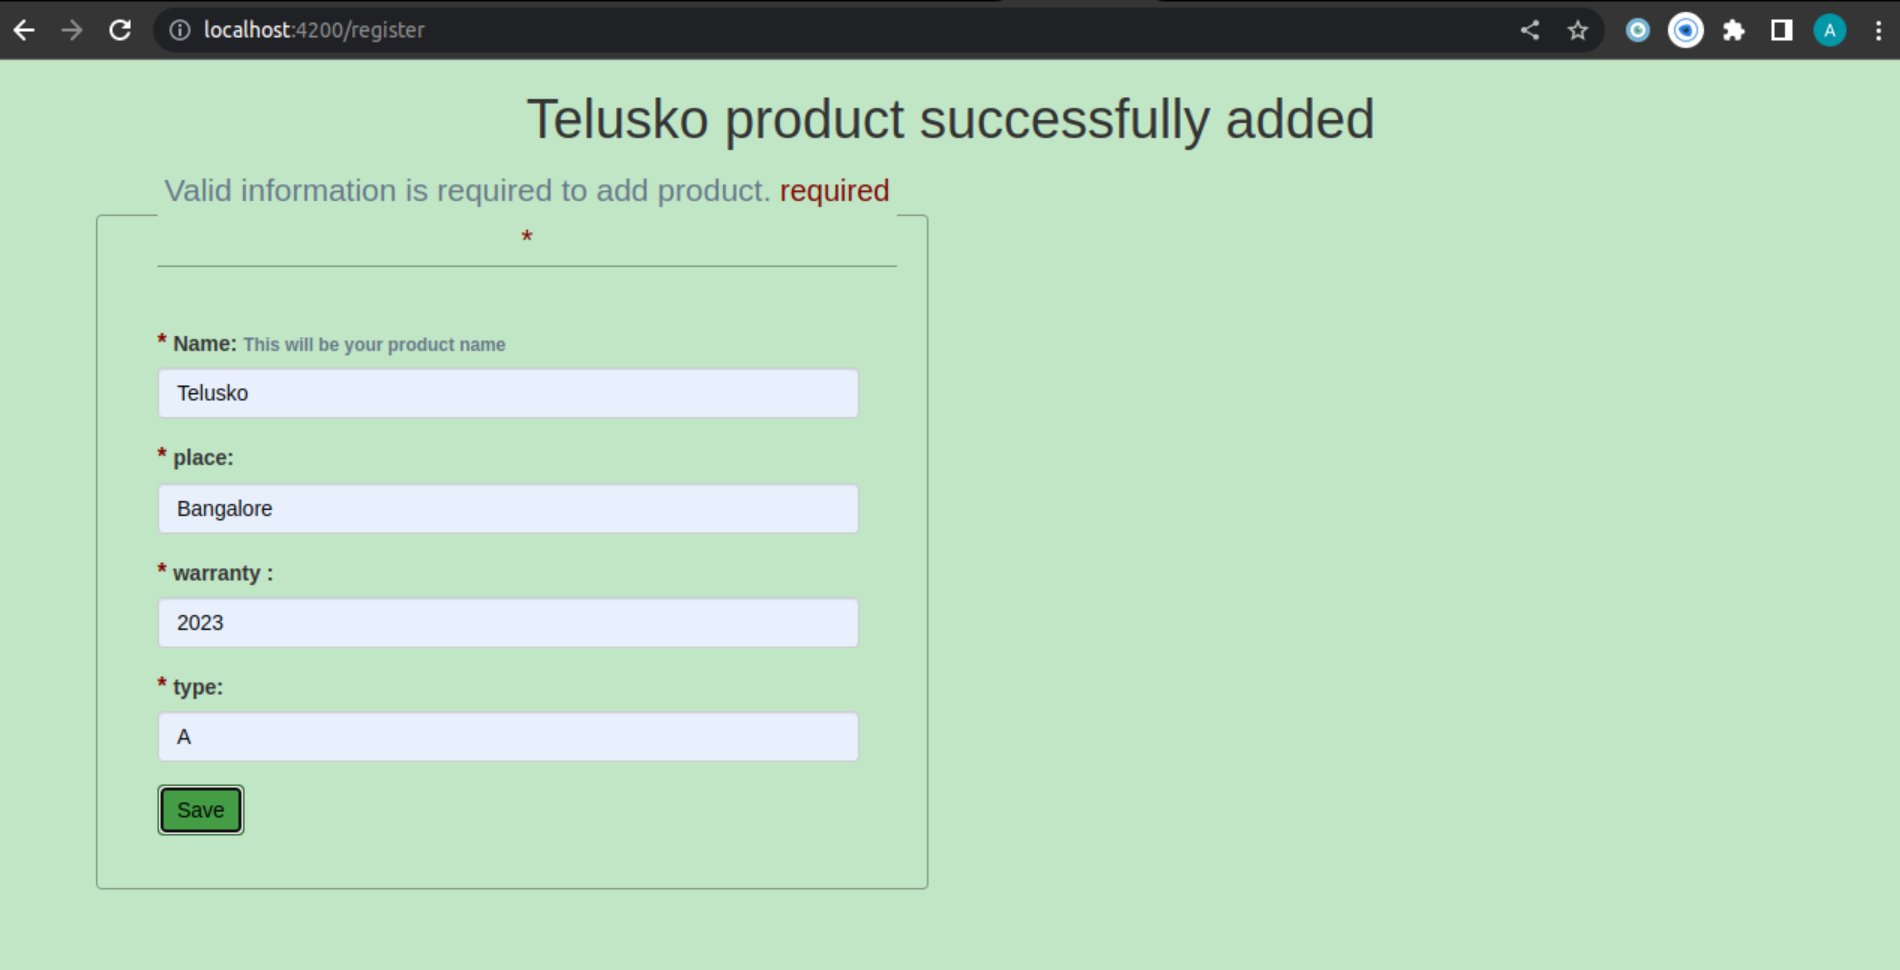 localhost:4200/register
A
Telusko product successfully added
Valid information is required to add product. required
*
* Name: This will be your product name
Telusko
* place:
Bangalore
* warranty :
2023
* type:
A
Save